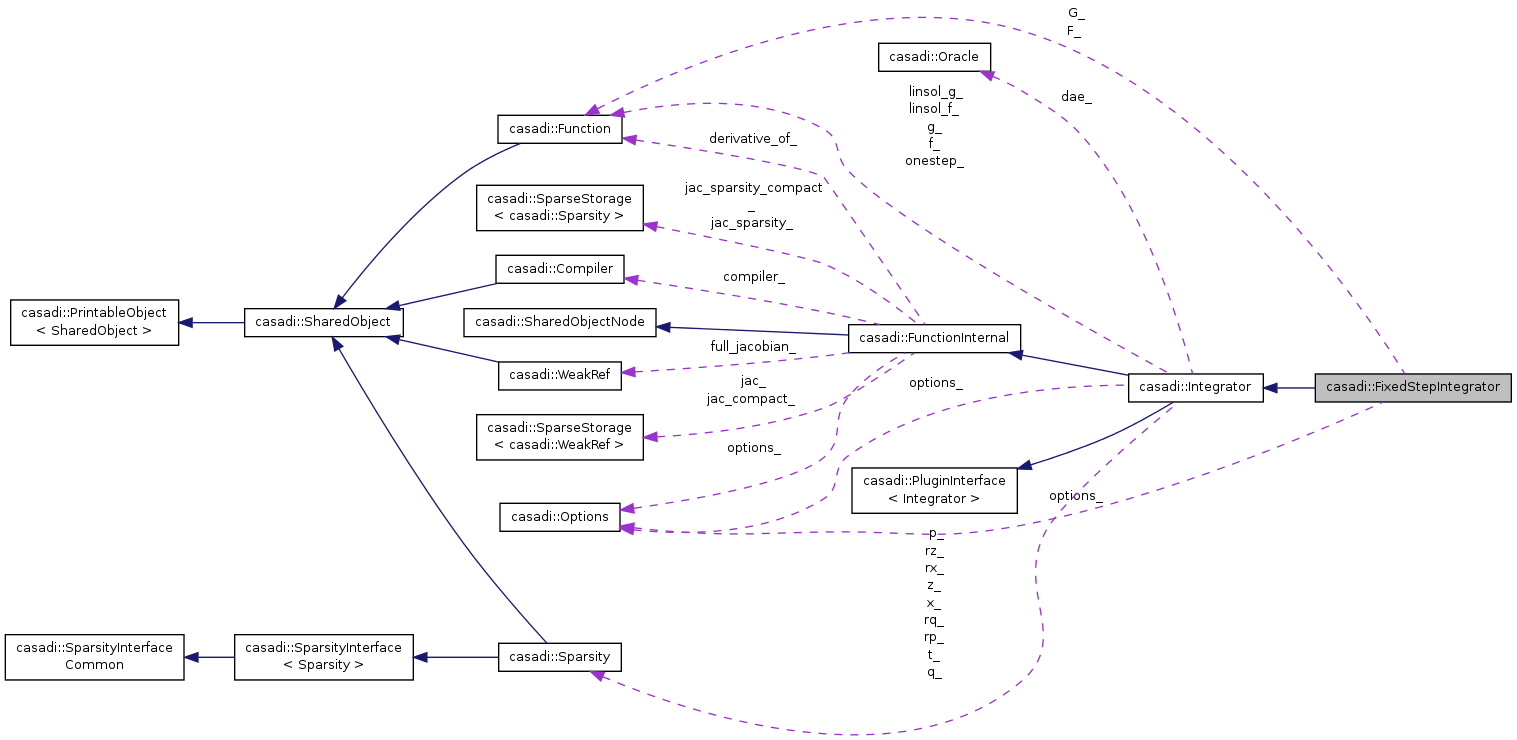 G_
F_
casadi::Oracle
dae_
linsol_g_
linsol_f_
g_
f_
onestep_
casadi::Function
derivative_of_
casadi::SparseStorage
< casadi::Sparsity >
jac_sparsity_compact
_
jac_sparsity_
casadi::Compiler
compiler_
casadi::PrintableObject
< SharedObject >
casadi::SharedObject
casadi::SharedObjectNode
casadi::FunctionInternal
full_jacobian_
casadi::WeakRef
jac_
jac_compact_
options_
casadi::Integrator
casadi::FixedStepIntegrator
casadi::SparseStorage
< casadi::WeakRef >
options_
casadi::PluginInterface
< Integrator >
options_
casadi::Options
p_
rz_
rx_
z_
x_
rq_
rp_
t_
q_
casadi::SparsityInterface
Common
casadi::SparsityInterface
< Sparsity >
casadi::Sparsity